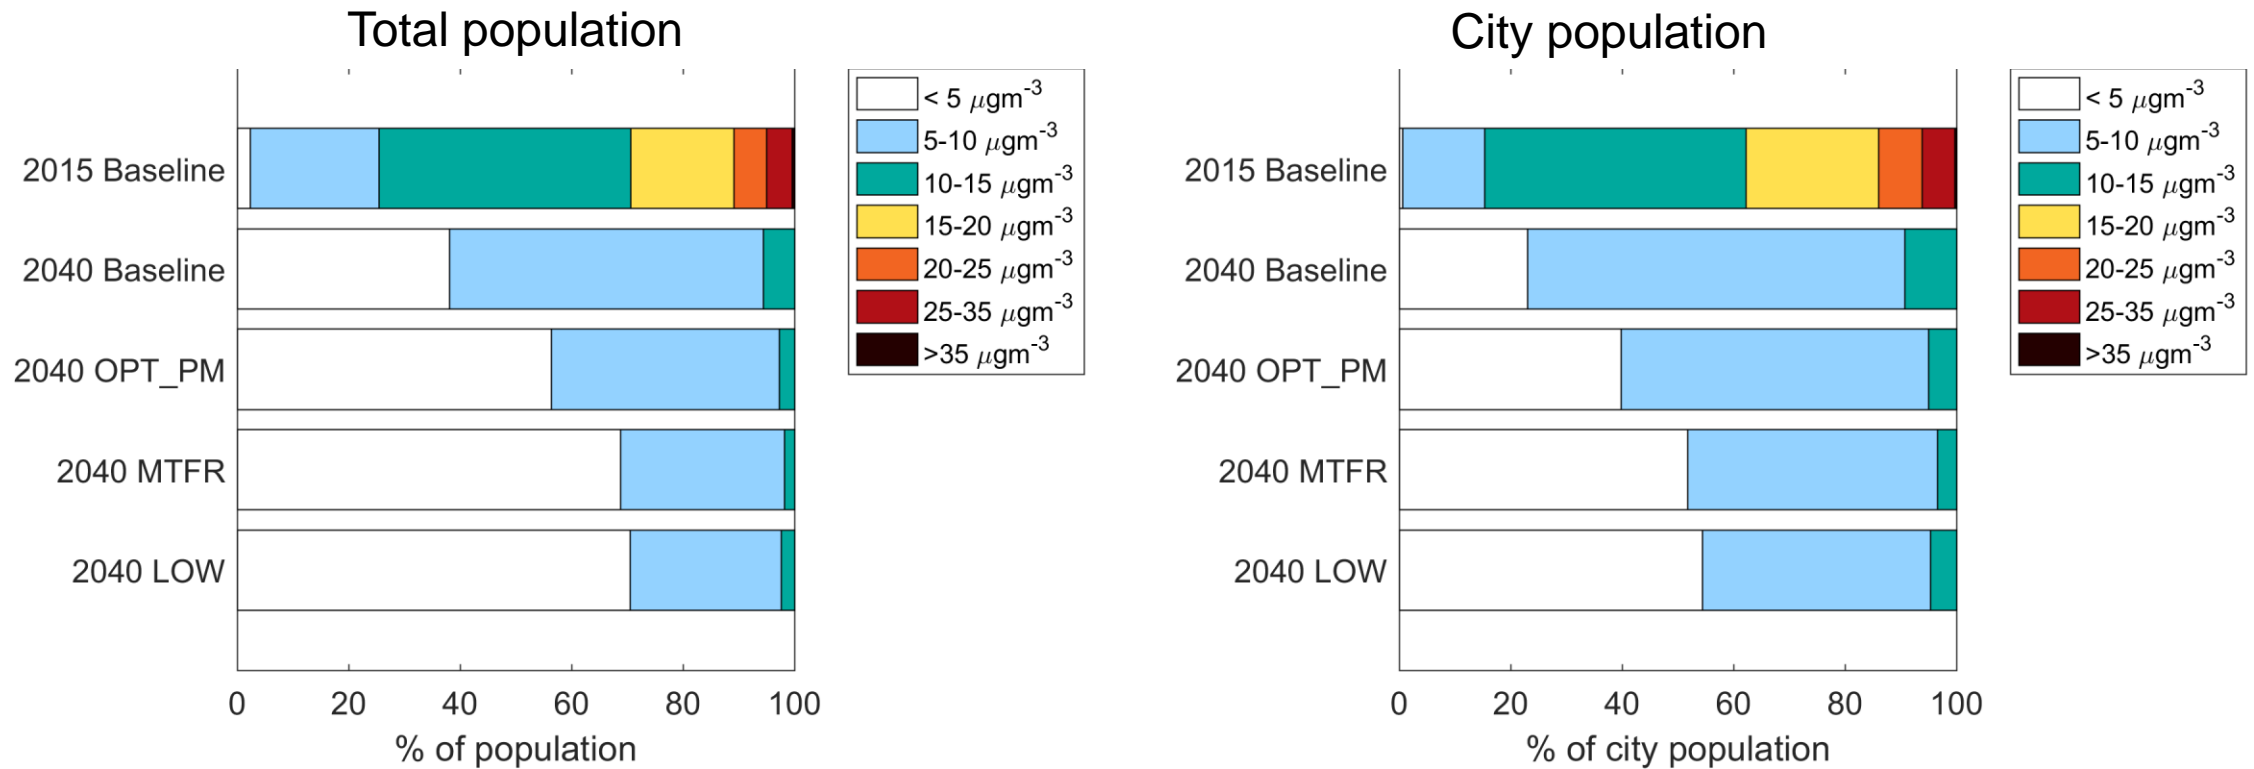 Total population
2015 Baseline
2040 Baseline
2040 OPT_PM
2040 MTFR
2040 LOW
0 20 40 60 80 100
% of population
< 5 μgm-3
5-10 μgm-3
10-15 μgm-3
15-20 μgm-3
20-25 μgm-3
25-35 μgm-3
>35 μgm-3
City population
2015 Baseline
2040 Baseline
2040 OPT_PM
2040 MTFR
2040 LOW
0 20 40 60 80 100
% of city population
< 5 μgm-3
5-10 μgm-3
10-15 μgm-3
15-20 μgm-3
20-25 μgm-3
25-35 μgm-3
>35 μgm-3